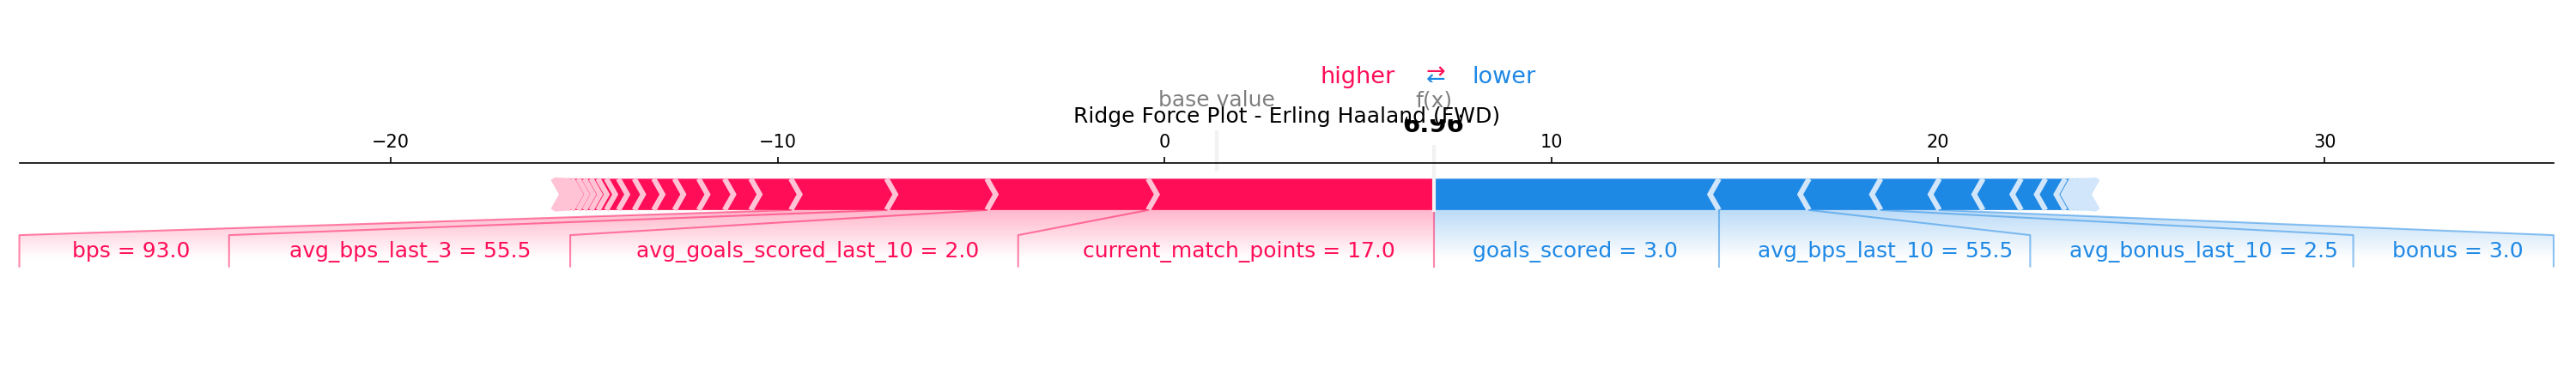 higher ⇄ lower
base value f(x)
Ridge Force Plot - Erling Haaland (FWD)
6.96
−20 −10 0 10 20 30
bps = 93.0 avg_bps_last_3 = 55.5 avg_goals_scored_last_10 = 2.0 current_match_points = 17.0 goals_scored = 3.0 avg_bps_last_10 = 55.5 avg_bonus_last_10 = 2.5 bonus = 3.0